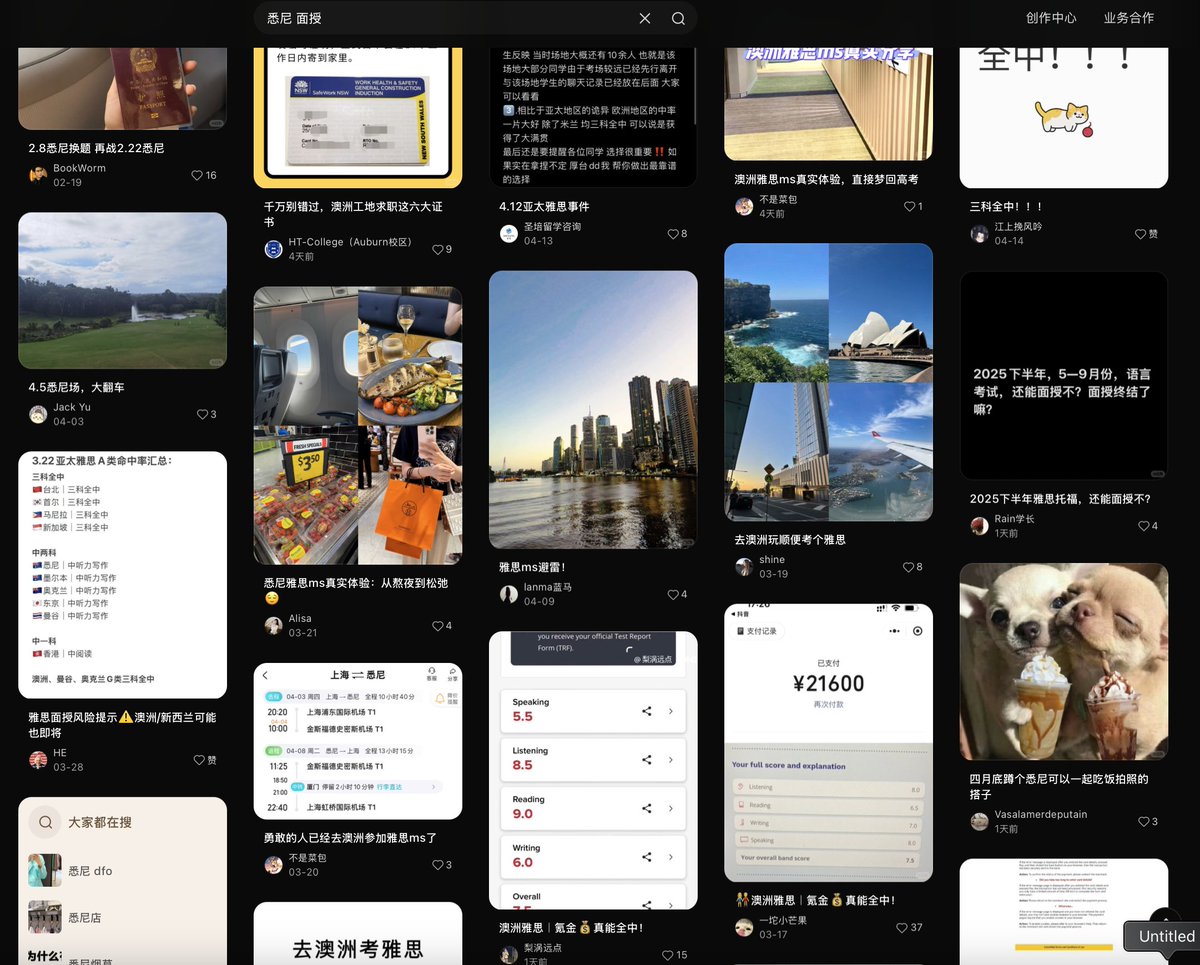 悉尼 面授
创作中心
业务合作
2.8悉尼换题 再战2.22悉尼
BookWorm
02-19
16
4.5悉尼场，大翻车
Jack Yu
04-03
3
3.22亚太雅思A类命中率汇总：
三科全中
台北｜三科全中
首尔｜三科全中
马尼拉｜三科全中
新加坡｜三科全中
中两科
悉尼｜中听力写作
墨尔本｜中听力写作
奥克兰｜中听力写作
东京｜中听力写作
曼谷｜中听力写作
中一科
香港｜中阅读
澳洲、曼谷、奥克兰G类三科全中
雅思面授风险提示⚠️澳洲/新西兰可能
也即将
HE
03-28
赞
大家都在搜
悉尼 dfo
悉尼店
作日内寄到家里。
NSW
SafeWork NSW
WORK HEALTH & SAFETY
GENERAL CONSTRUCTION
INDUCTION
NEW SOUTH WALES
千万别错过，澳洲工地求职这六大证
书
HT-College（Auburn校区）
4天前
9
FRESH SPECIALS
$3.50
悉尼雅思ms真实体验：从熬夜到松弛
😌
Alisa
03-21
4
上海 ⇌ 悉尼
客服
分享
04-03 周四 上海→悉尼 全程10小时40分
20:20 上海浦东国际机场 T1
04-04
10:00 金斯福德史密斯机场 T1
04-08 周二 悉尼→上海 全程13小时15分
11:25 金斯福德史密斯机场 T1
18:50
21:00
厦门 停留2小时10分钟 行李直达
22:40 上海虹桥国际机场 T1
勇敢的人已经去澳洲参加雅思ms了
不是菜包
03-20
3
去澳洲考雅思
生反映 当时场地大概还有10余人 也就是该
场地大部分同学由于考场较远已经先行离开
与该场地学生的聊天记录已经放在后面 大家
可以看看
3️⃣.相比于亚太地区的诡异 欧洲地区的中率
一片大好 除了米兰 均三科全中 可以说是获
得了大满贯
最后还是要提醒各位同学 选择很重要‼️ 如
果实在拿捏不定 厚台dd我 帮你做出最靠谱
的选择
4.12亚太雅思事件
圣培留学咨询
04-13
8
雅思ms避雷！
lanma蓝马
04-09
4
you receive your official Test Report
Form (TRF).
@梨涡远点
Speaking
5.5
Listening
8.5
Reading
9.0
Writing
6.0
Overall
7.5
澳洲雅思｜氪金💰真能全中！
梨涡远点
1天前
15
澳洲雅思ms真实分享
澳洲雅思ms真实体验，直接梦回高考
不是菜包
4天前
1
去澳洲玩顺便考个雅思
shine
03-19
8
17:26
抖音
支付记录
已支付
¥21600
再次付款
Your full score and explanation
Listening 8.0
Reading 6.5
Writing 7.0
Speaking 8.0
Your overall band score 7.5
👫澳洲雅思｜氪金💰真能全中！
一坨小芒果
03-17
37
全中！！！
三科全中！！！
江上挽风吟
04-14
赞
2025下半年，5—9月份，语言
考试，还能面授不？面授终结了
嘛？
2025下半年雅思托福，还能面授不？
Rain学长
1天前
4
四月底蹲个悉尼可以一起吃饭拍照的
搭子
Vasalamerdeputain
1天前
3
Untitled